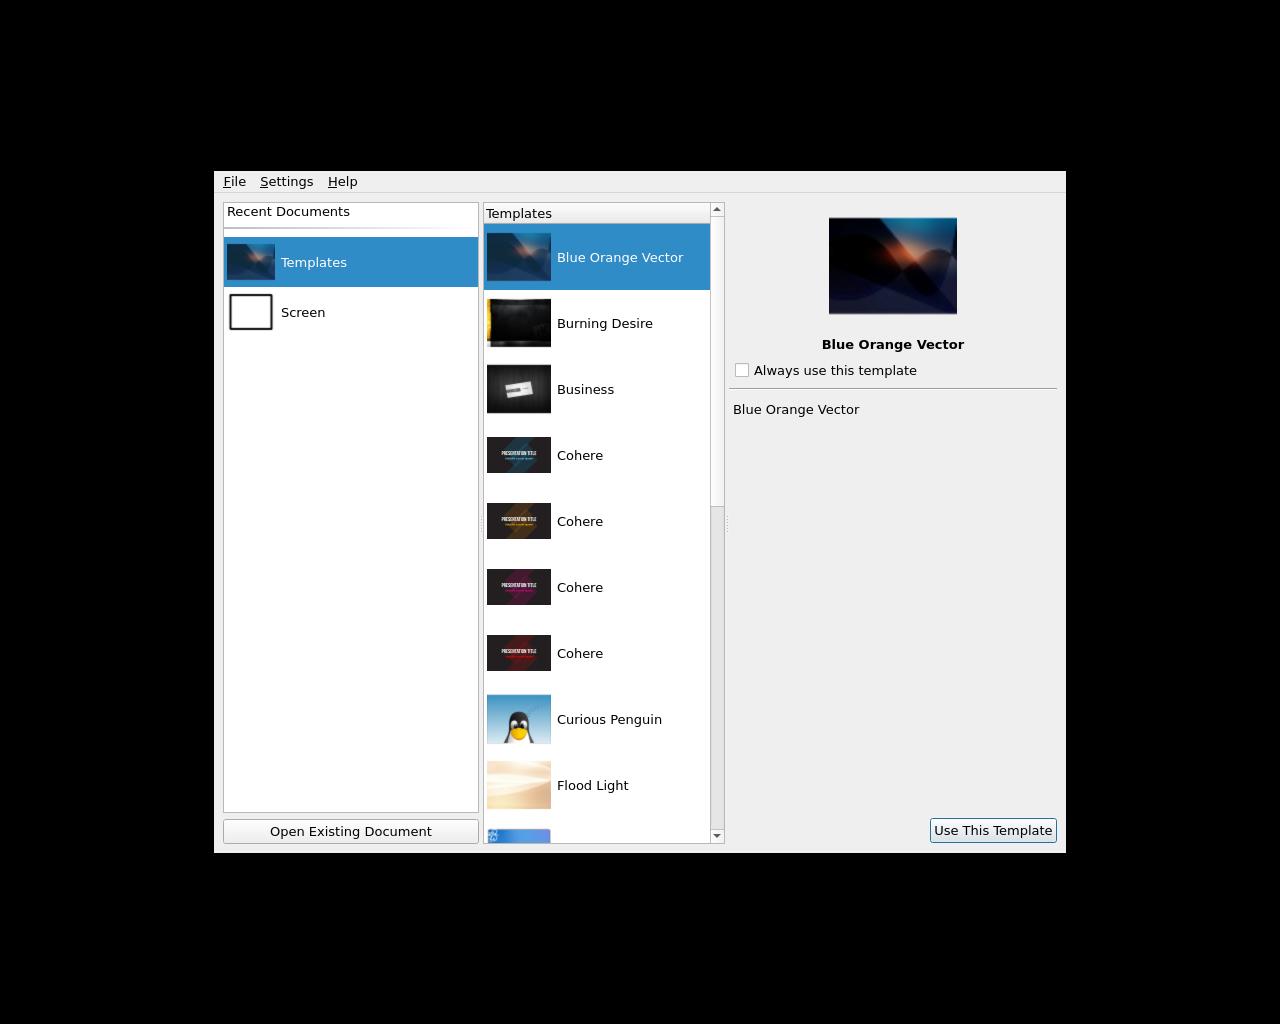 File Settings Help
Recent Documents
Templates
Screen
Open Existing Document
Templates
Blue Orange Vector
Burning Desire
Business
PRESENTATION TITLE
Cohere
PRESENTATION TITLE
Cohere
PRESENTATION TITLE
Cohere
PRESENTATION TITLE
Cohere
Curious Penguin
Flood Light
Blue Orange Vector
Always use this template
Blue Orange Vector
Use This Template